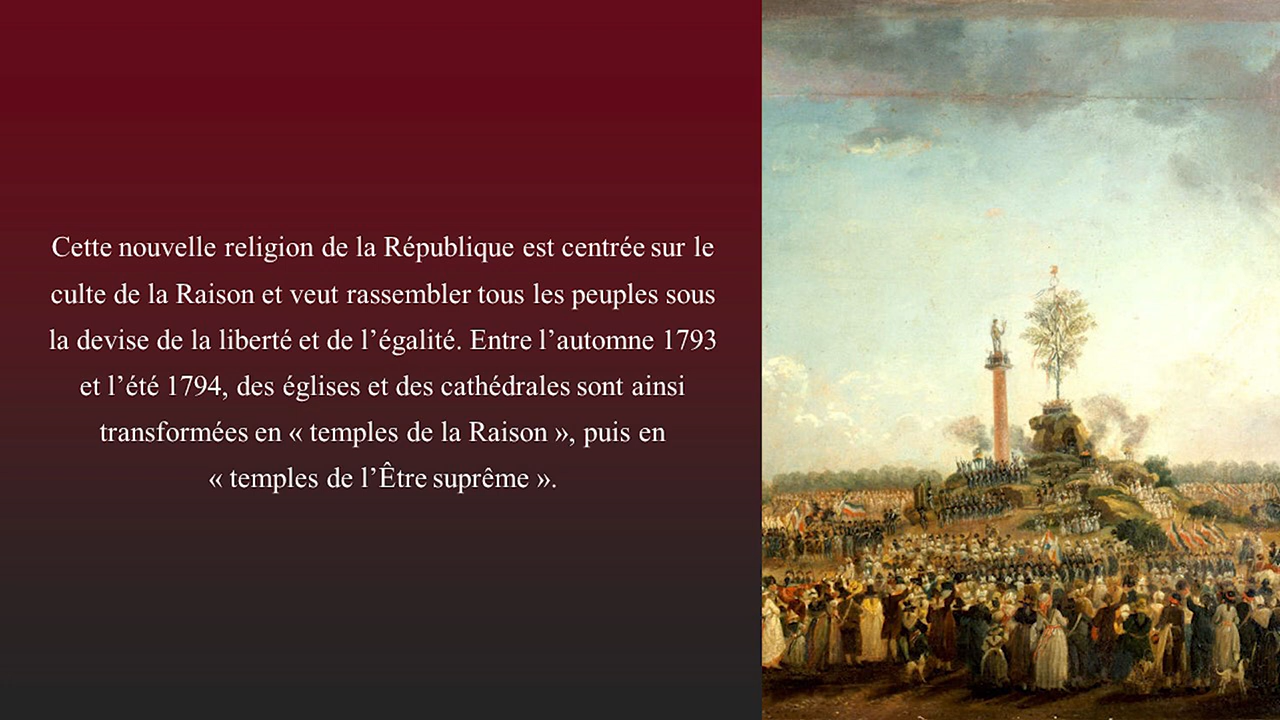 Cette nouvelle religion de la République est centrée sur le
culte de la Raison et veut rassembler tous les peuples sous
la devise de la liberté et de l’égalité. Entre l’automne 1793
et l’été 1794, des églises et des cathédrales sont ainsi
transformées en « temples de la Raison », puis en
« temples de l’Être suprême ».